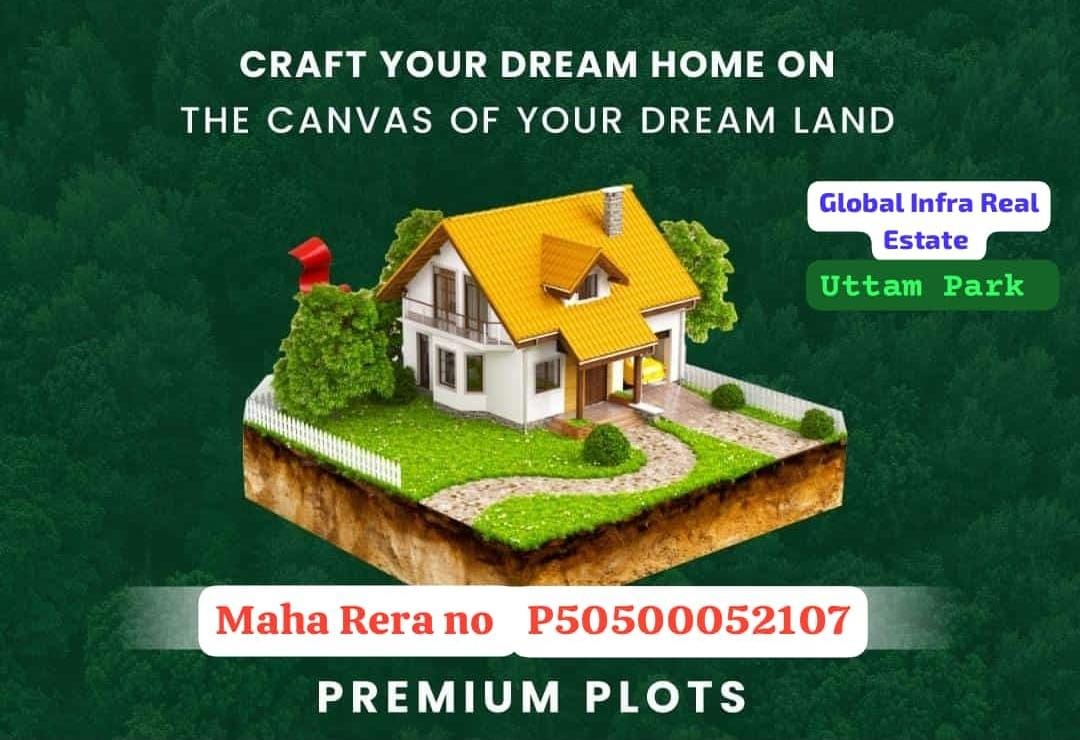 CRAFT YOUR DREAM HOME ON
THE CANVAS OF YOUR DREAM LAND
Global Infra Real
Estate
Uttam Park
Maha Rera no P50500052107
PREMIUM PLOTS